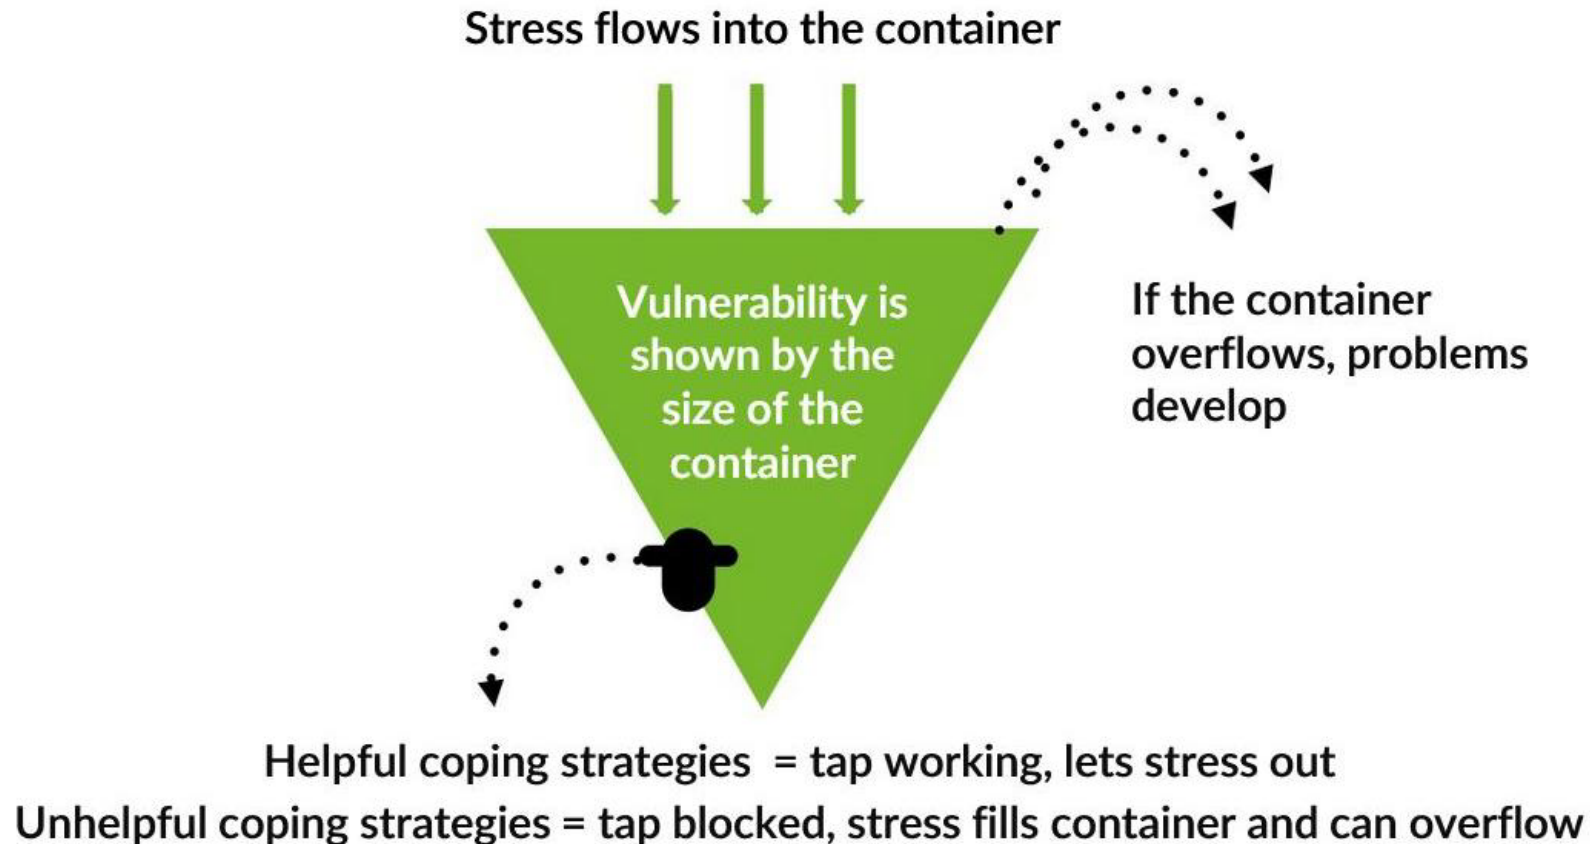 Stress flows into the container
Vulnerability is
shown by the
size of the
container
If the container
overflows, problems
develop
Helpful coping strategies = tap working, lets stress out
Unhelpful coping strategies = tap blocked, stress fills container and can overflow